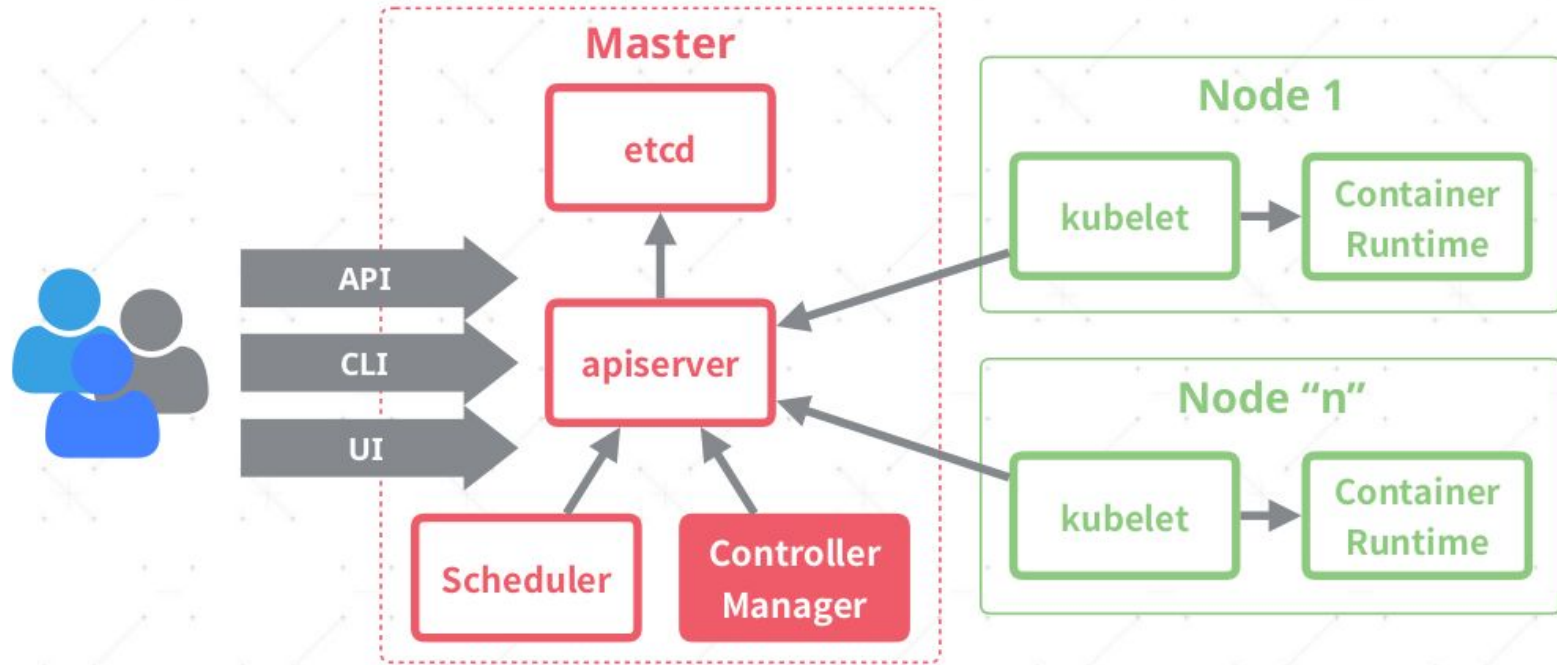 Master
etcd
API
CLI
UI
apiserver
Scheduler
Controller
Manager
Node 1
kubelet
Container
Runtime
Node “n”
kubelet
Container
Runtime